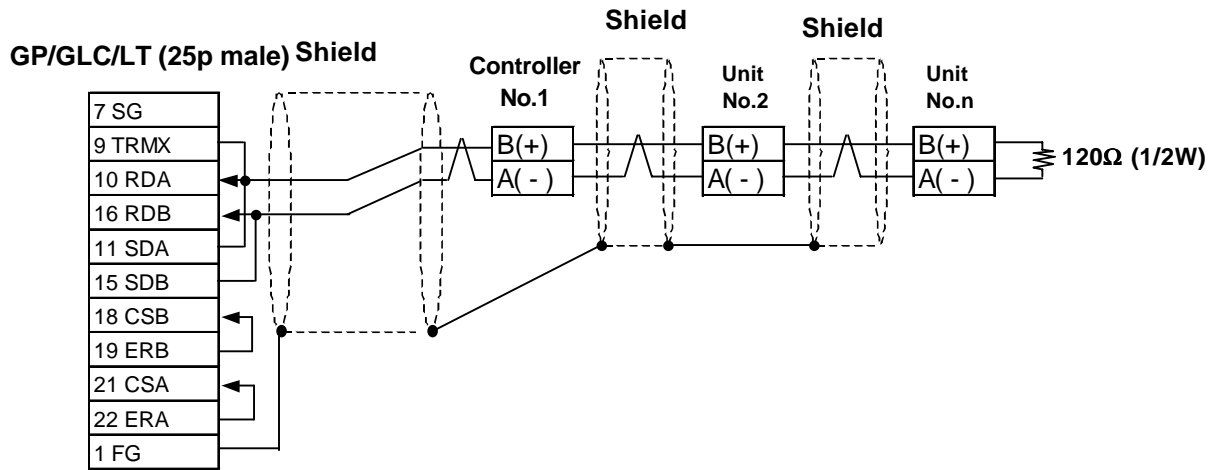 Shield
Shield
GP/GLC/LT (25p male) Shield
Controller
No.1
Unit
No.2
Unit
No.n
7 SG
9 TRMX
10 RDA
16 RDB
11 SDA
15 SDB
18 CSB
19 ERB
21 CSA
22 ERA
1 FG
B(+)
A( - )
B(+)
A( - )
B(+)
A( - )
120Ω (1/2W)